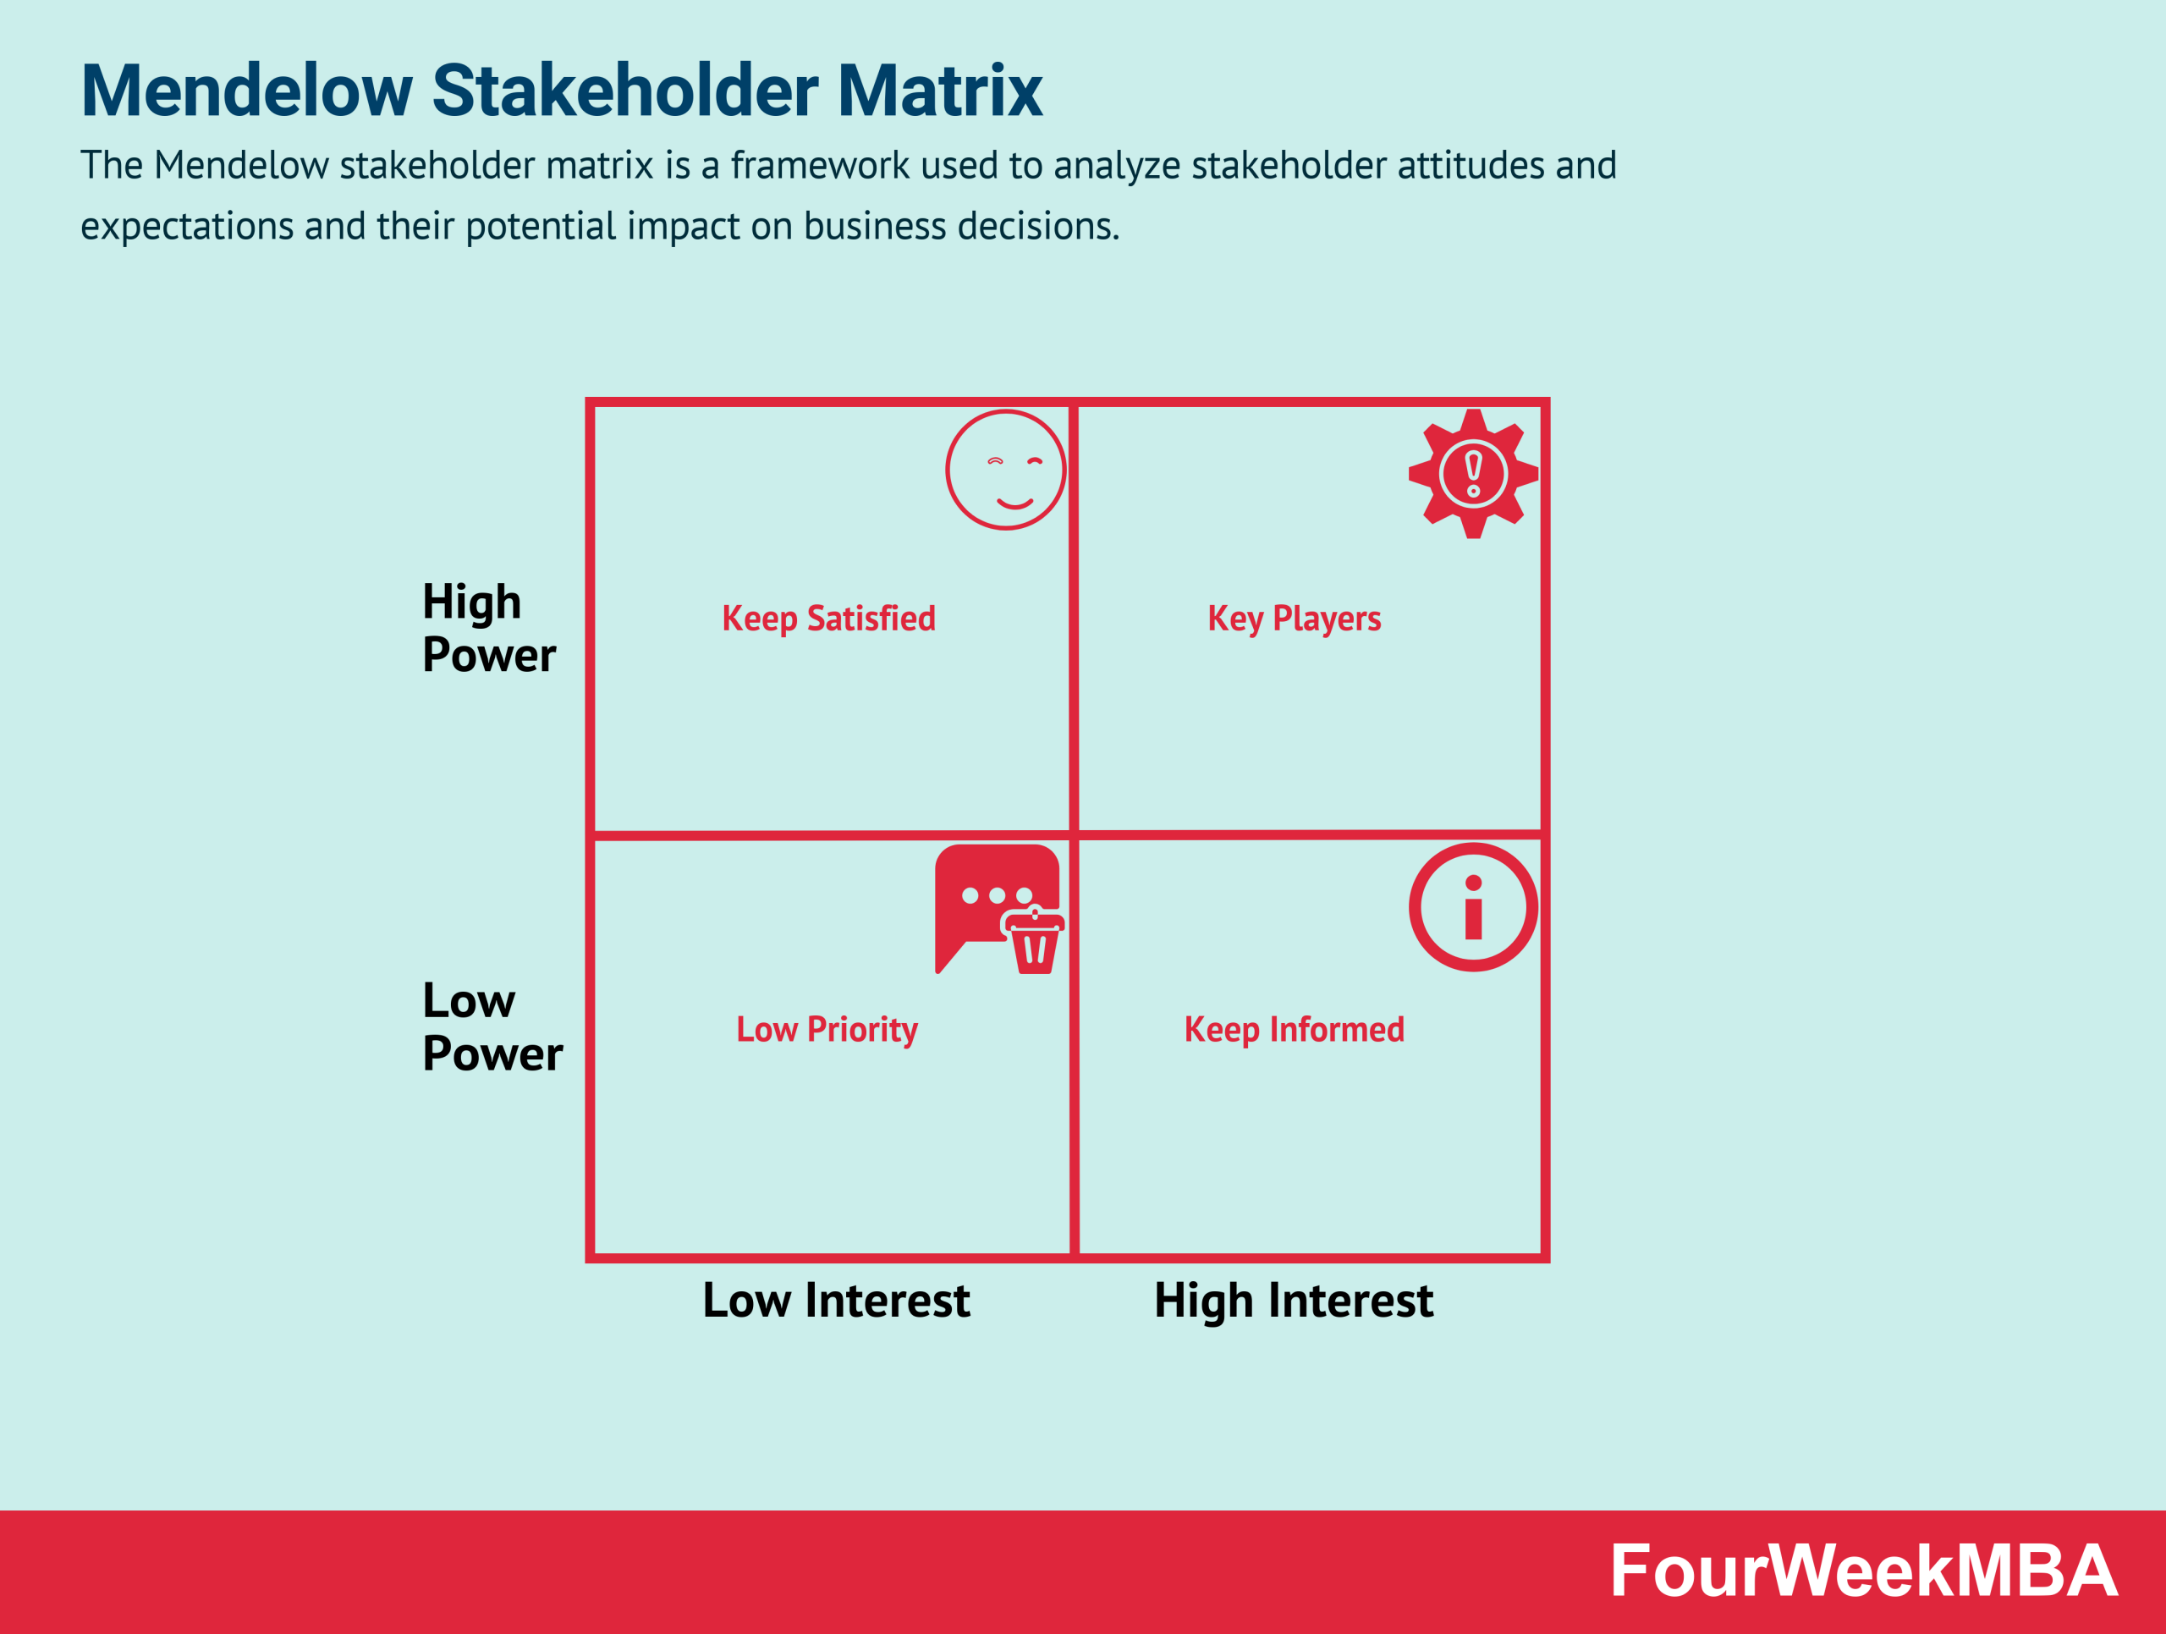 Mendelow Stakeholder Matrix
The Mendelow stakeholder matrix is a framework used to analyze stakeholder attitudes and
expectations and their potential impact on business decisions.
High
Power
Keep Satisfied
Key Players
Low
Power
Low Priority
Keep Informed
Low Interest
High Interest
FourWeekMBA